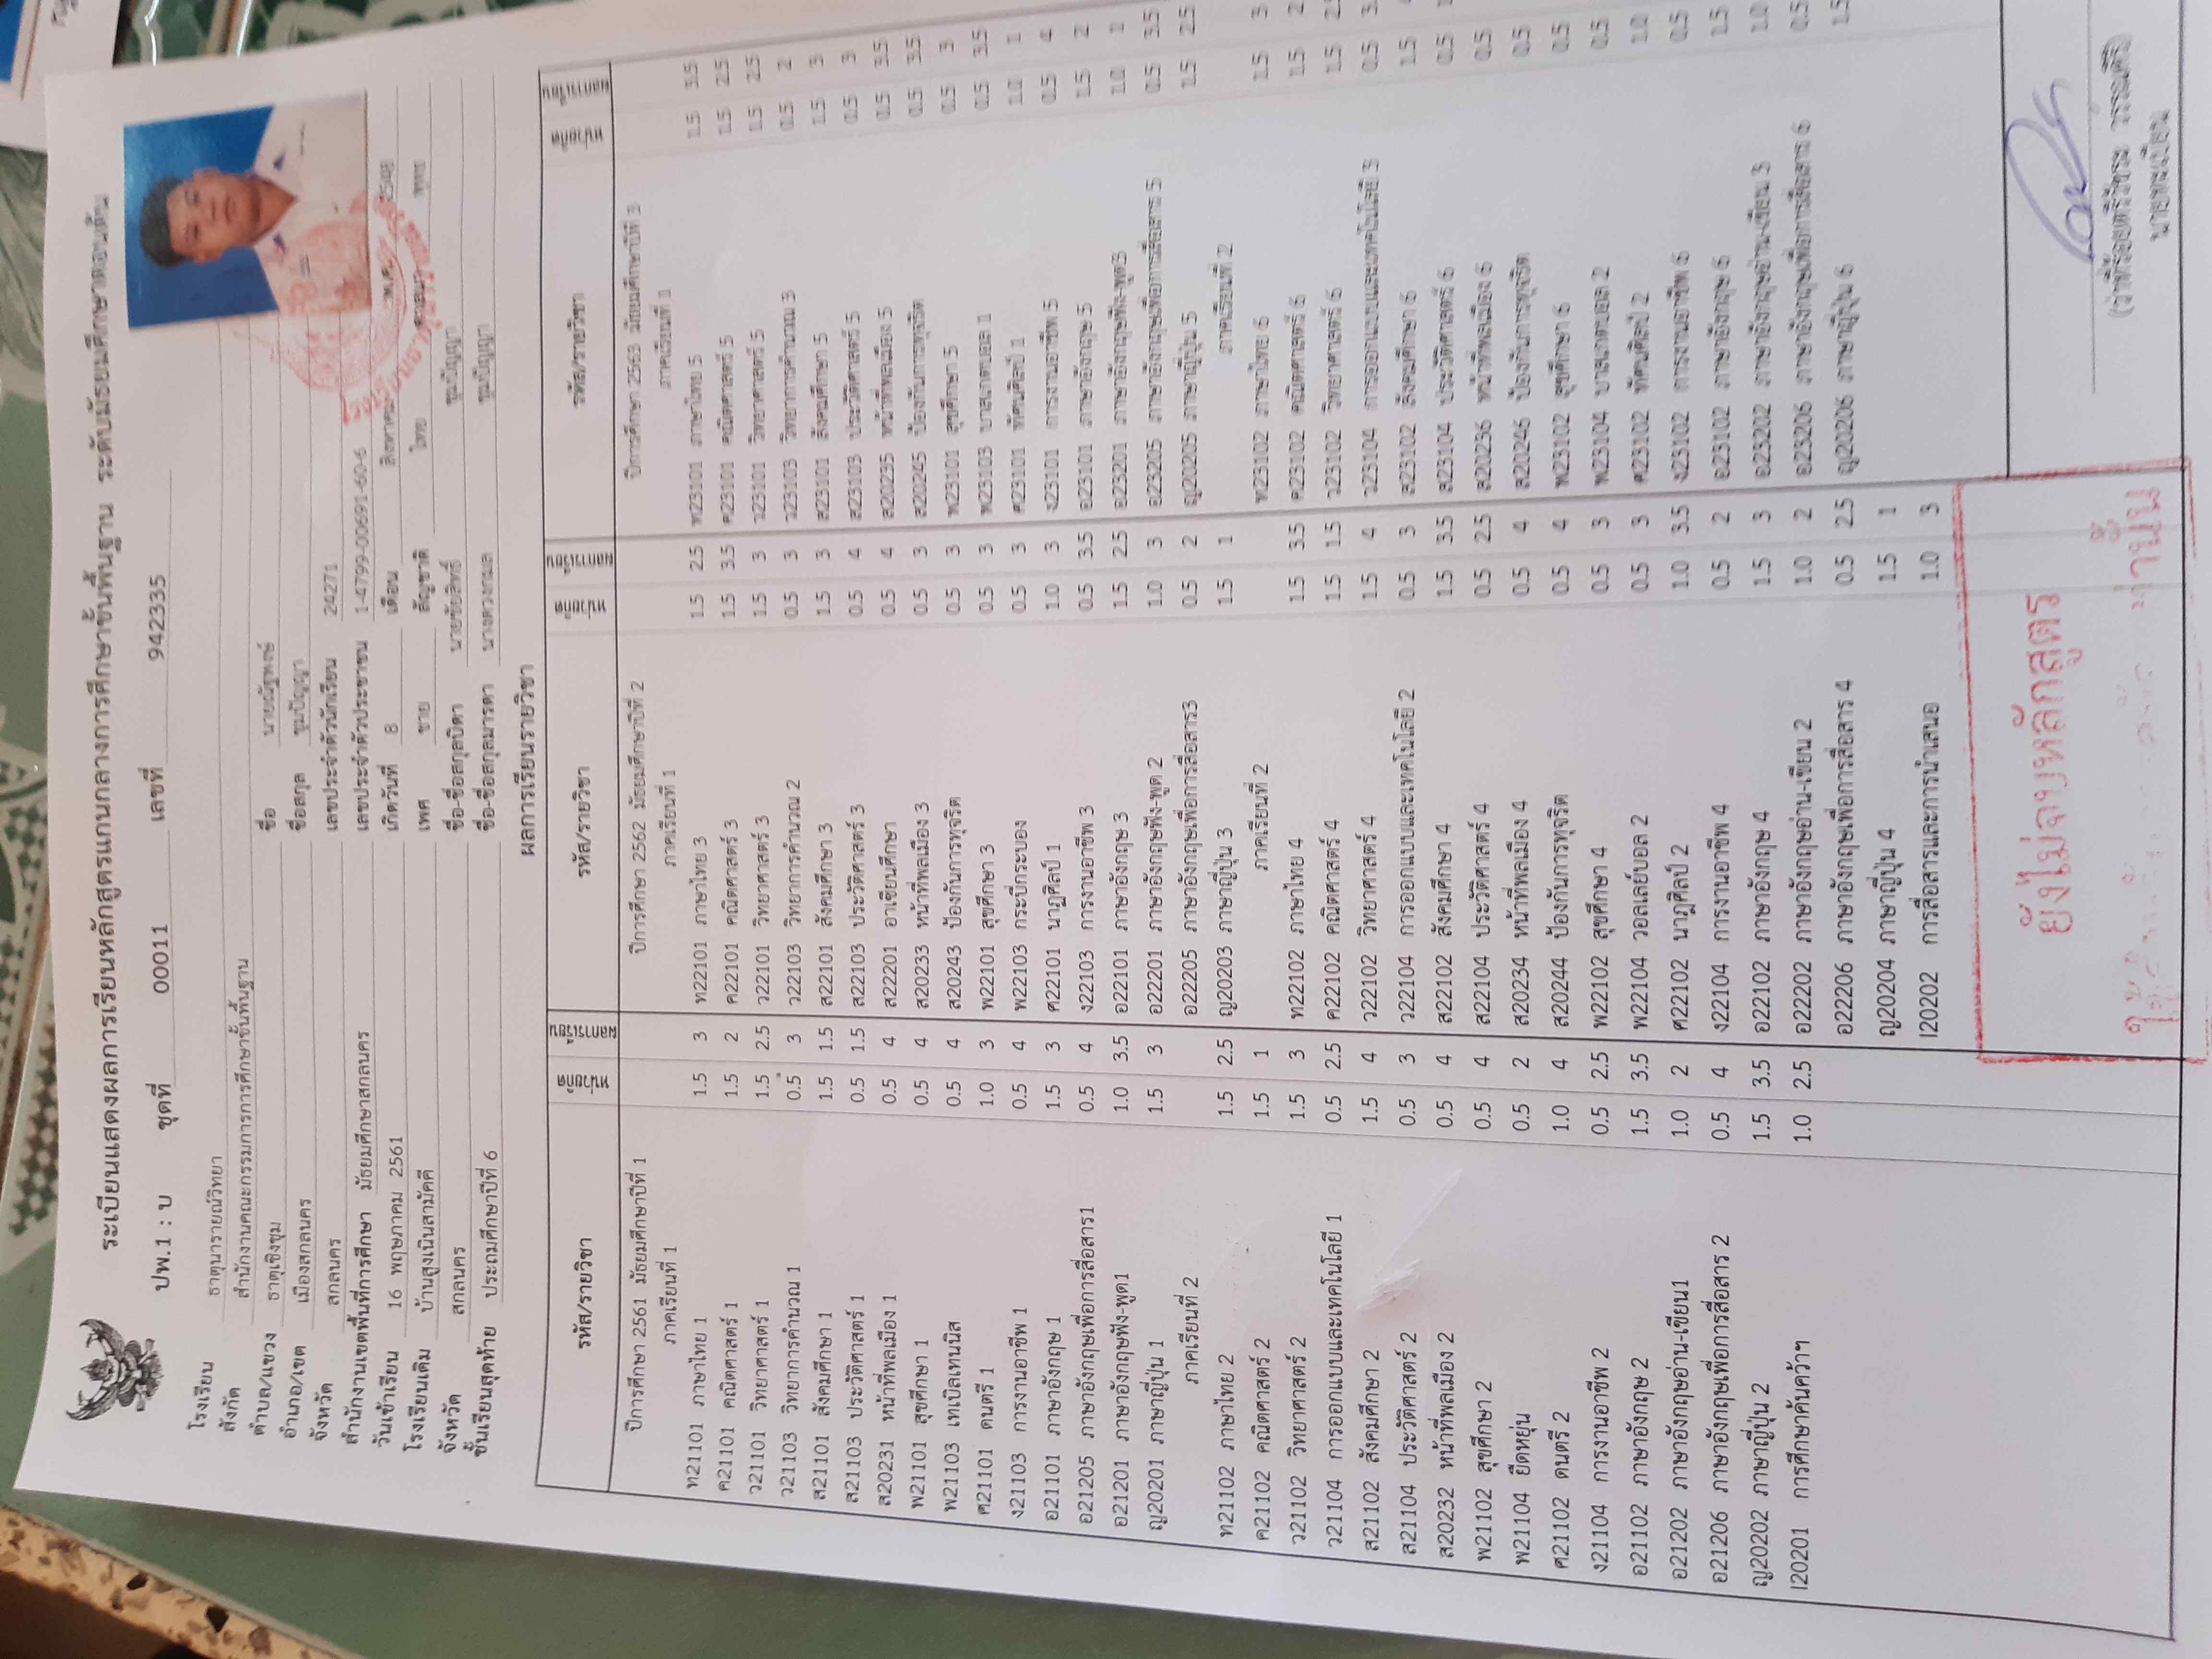 ระเบียนแสดงผลการเรียนหลักสูตรแกนกลางการศึกษาขั้นพื้นฐาน ระดับมัธยมศึกษาตอนต้น
ปพ.1 : บ ชุดที่ 00011 เลขที่ 942335
โรงเรียน ธาตุนารายณ์วิทยา
สังกัด สำนักงานคณะกรรมการการศึกษาขั้นพื้นฐาน
ตำบล/แขวง ธาตุเชิงชุม
อำเภอ/เขต เมืองสกลนคร
จังหวัด สกลนคร
สำนักงานเขตพื้นที่การศึกษา มัธยมศึกษาสกลนคร
วันเข้าเรียน 16 พฤษภาคม 2561
โรงเรียนเดิม บ้านสูงเนินสามัคคี
จังหวัด สกลนคร
ชั้นเรียนสุดท้าย ประถมศึกษาปีที่ 6
ชื่อ นายณัฐพงษ์
ชื่อสกุล ชุมปัญญา
เลขประจำตัวนักเรียน 24271
เลขประจำตัวประชาชน 1-4799-00691-60-6
เกิดวันที่ 8 เดือน สิงหาคม พ.ศ. 2548
เพศ ชาย สัญชาติ ไทย ศาสนา พุทธ
ชื่อ-ชื่อสกุลบิดา นายชัยสิทธิ์ ชุมปัญญา
ชื่อ-ชื่อสกุลมารดา นางดวงกมล ชุมปัญญา
ผลการเรียนรายวิชา
รหัส/รายวิชา หน่วยกิต ผลการเรียน
ปีการศึกษา 2561 มัธยมศึกษาปีที่ 1
ภาคเรียนที่ 1
ท21101 ภาษาไทย 1 1.5 3
ค21101 คณิตศาสตร์ 1 1.5 2
ว21101 วิทยาศาสตร์ 1 1.5 2.5
ว21103 วิทยาการคำนวณ 1 0.5 3
ส21101 สังคมศึกษา 1 1.5 1.5
ส21103 ประวัติศาสตร์ 1 0.5 1.5
ส20231 หน้าที่พลเมือง 1 0.5 4
พ21101 สุขศึกษา 1 0.5 4
พ21103 เทเบิลเทนนิส 0.5 4
ศ21101 ดนตรี 1 1.0 3
ง21103 การงานอาชีพ 1 0.5 4
อ21101 ภาษาอังกฤษ 1 1.5 3
อ21205 ภาษาอังกฤษเพื่อการสื่อสาร1 0.5 4
อ21201 ภาษาอังกฤษฟัง-พูด1 1.0 3.5
ญ20201 ภาษาญี่ปุ่น 1 1.5 3
ภาคเรียนที่ 2
ท21102 ภาษาไทย 2 1.5 2.5
ค21102 คณิตศาสตร์ 2 1.5 1
ว21102 วิทยาศาสตร์ 2 1.5 3
ว21104 การออกแบบและเทคโนโลยี 1 0.5 2.5
ส21102 สังคมศึกษา 2 1.5 4
ส21104 ประวัติศาสตร์ 2 0.5 3
ส20232 หน้าที่พลเมือง 2 0.5 4
พ21102 สุขศึกษา 2 0.5 4
พ21104 ยืดหยุ่น 0.5 2
ศ21102 ดนตรี 2 1.0 4
ง21104 การงานอาชีพ 2 0.5 2.5
อ21102 ภาษาอังกฤษ 2 1.5 3.5
อ21202 ภาษาอังกฤษอ่าน-เขียน1 1.0 2
อ21206 ภาษาอังกฤษเพื่อการสื่อสาร 2 0.5 4
ญ20202 ภาษาญี่ปุ่น 2 1.5 3.5
I20201 การศึกษาค้นคว้าฯ 1.0 2.5
รหัส/รายวิชา หน่วยกิต ผลการเรียน
ปีการศึกษา 2562 มัธยมศึกษาปีที่ 2
ภาคเรียนที่ 1
ท22101 ภาษาไทย 3 1.5 2.5
ค22101 คณิตศาสตร์ 3 1.5 3.5
ว22101 วิทยาศาสตร์ 3 1.5 3
ว22103 วิทยาการคำนวณ 2 0.5 3
ส22101 สังคมศึกษา 3 1.5 3
ส22103 ประวัติศาสตร์ 3 0.5 4
ส22201 อาเซียนศึกษา 0.5 4
ส20233 หน้าที่พลเมือง 3 0.5 3
ส20243 ป้องกันการทุจริต 0.5 3
พ22101 สุขศึกษา 3 0.5 3
พ22103 กระบี่กระบอง 0.5 3
ศ22101 นาฏศิลป์ 1 1.0 3
ง22103 การงานอาชีพ 3 0.5 3.5
อ22101 ภาษาอังกฤษ 3 1.5 2.5
อ22201 ภาษาอังกฤษฟัง-พูด 2 1.0 3
อ22205 ภาษาอังกฤษเพื่อการสื่อสาร3 0.5 2
ญ20203 ภาษาญี่ปุ่น 3 1.5 1
ภาคเรียนที่ 2
ท22102 ภาษาไทย 4 1.5 3.5
ค22102 คณิตศาสตร์ 4 1.5 1.5
ว22102 วิทยาศาสตร์ 4 1.5 4
ว22104 การออกแบบและเทคโนโลยี 2 0.5 3
ส22102 สังคมศึกษา 4 1.5 3.5
ส22104 ประวัติศาสตร์ 4 0.5 2.5
ส20234 หน้าที่พลเมือง 4 0.5 4
ส20244 ป้องกันการทุจริต 0.5 4
พ22102 สุขศึกษา 4 0.5 3
พ22104 วอลเลย์บอล 2 0.5 3
ศ22102 นาฏศิลป์ 2 1.0 3.5
ง22104 การงานอาชีพ 4 0.5 2
อ22102 ภาษาอังกฤษ 4 1.5 3
อ22202 ภาษาอังกฤษอ่าน-เขียน 2 1.0 2
อ22206 ภาษาอังกฤษเพื่อการสื่อสาร 4 0.5 2.5
ญ20204 ภาษาญี่ปุ่น 4 1.5 1
I20202 การสื่อสารและการนำเสนอ 1.0 3
รหัส/รายวิชา หน่วยกิต ผลการเรียน
ปีการศึกษา 2563 มัธยมศึกษาปีที่ 3
ภาคเรียนที่ 1
ท23101 ภาษาไทย 5 1.5 3.5
ค23101 คณิตศาสตร์ 5 1.5 2.5
ว23101 วิทยาศาสตร์ 5 1.5 2.5
ว23103 วิทยาการคำนวณ 3 0.5 2
ส23101 สังคมศึกษา 5 1.5 3
ส23103 ประวัติศาสตร์ 5 0.5 3
ส20235 หน้าที่พลเมือง 5 0.5 3.5
ส20245 ป้องกันการทุจริต 0.5 3.5
พ23101 สุขศึกษา 5 0.5 3
พ23103 บาสเกตบอล 1 0.5 3.5
ศ23101 ทัศนศิลป์ 1 1.0 1
ง23101 การงานอาชีพ 5 0.5 4
อ23101 ภาษาอังกฤษ 5 1.5 2
อ23201 ภาษาอังกฤษฟัง-พูด3 1.0 1
อ23205 ภาษาอังกฤษเพื่อการสื่อสาร 5 0.5 3.5
ญ20205 ภาษาญี่ปุ่น 5 1.5 2.5
ภาคเรียนที่ 2
ท23102 ภาษาไทย 6 1.5 3
ค23102 คณิตศาสตร์ 6 1.5
ว23102 วิทยาศาสตร์ 6 1.5
ว23104 การออกแบบและเทคโนโลยี 3 0.5
ส23102 สังคมศึกษา 6 1.5
ส23104 ประวัติศาสตร์ 6 0.5
ส20236 หน้าที่พลเมือง 6 0.5
ส20246 ป้องกันการทุจริต 0.5
พ23102 สุขศึกษา 6 0.5
พ23104 บาสเกตบอล 2 0.5
ศ23102 ทัศนศิลป์ 2 1.0
ง23102 การงานอาชีพ 6 0.5
อ23102 ภาษาอังกฤษ 6 1.5
อ23202 ภาษาอังกฤษอ่าน-เขียน 3 1.0
อ23206 ภาษาอังกฤษเพื่อการสื่อสาร 6 0.5
ญ20206 ภาษาญี่ปุ่น 6 1.5
ยังไม่จบหลักสูตร
เท่านั้น
นายทะเบียน